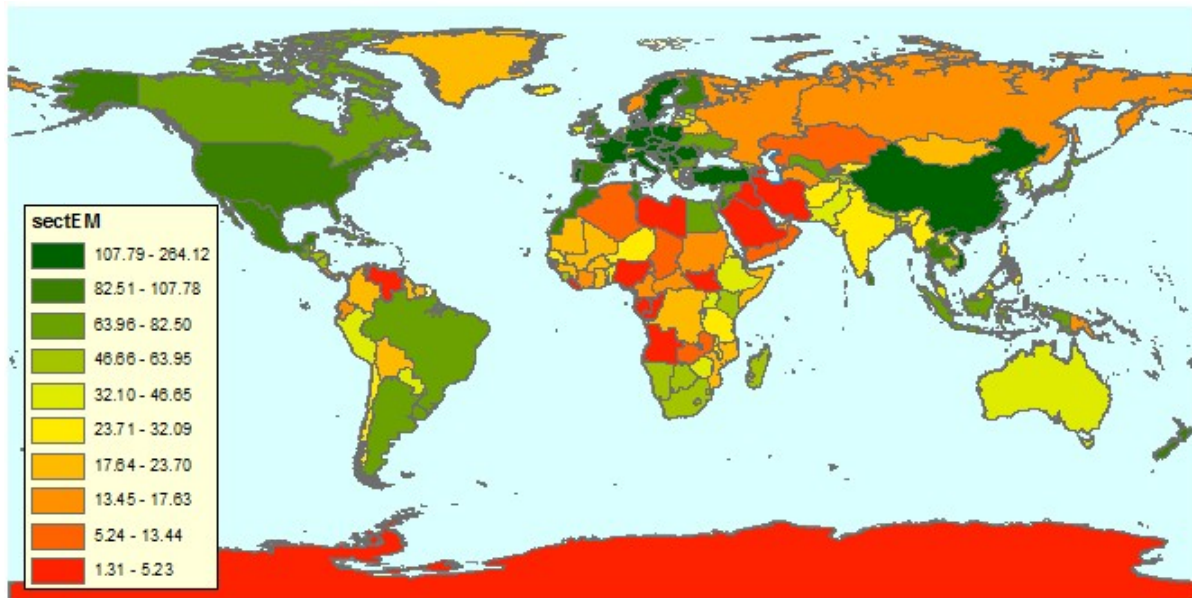 sectEM
107.79 - 264.12
82.51 - 107.78
63.96 - 82.50
46.66 - 63.95
32.10 - 46.65
23.71 - 32.09
17.64 - 23.70
13.45 - 17.63
5.24 - 13.44
1.31 - 5.23